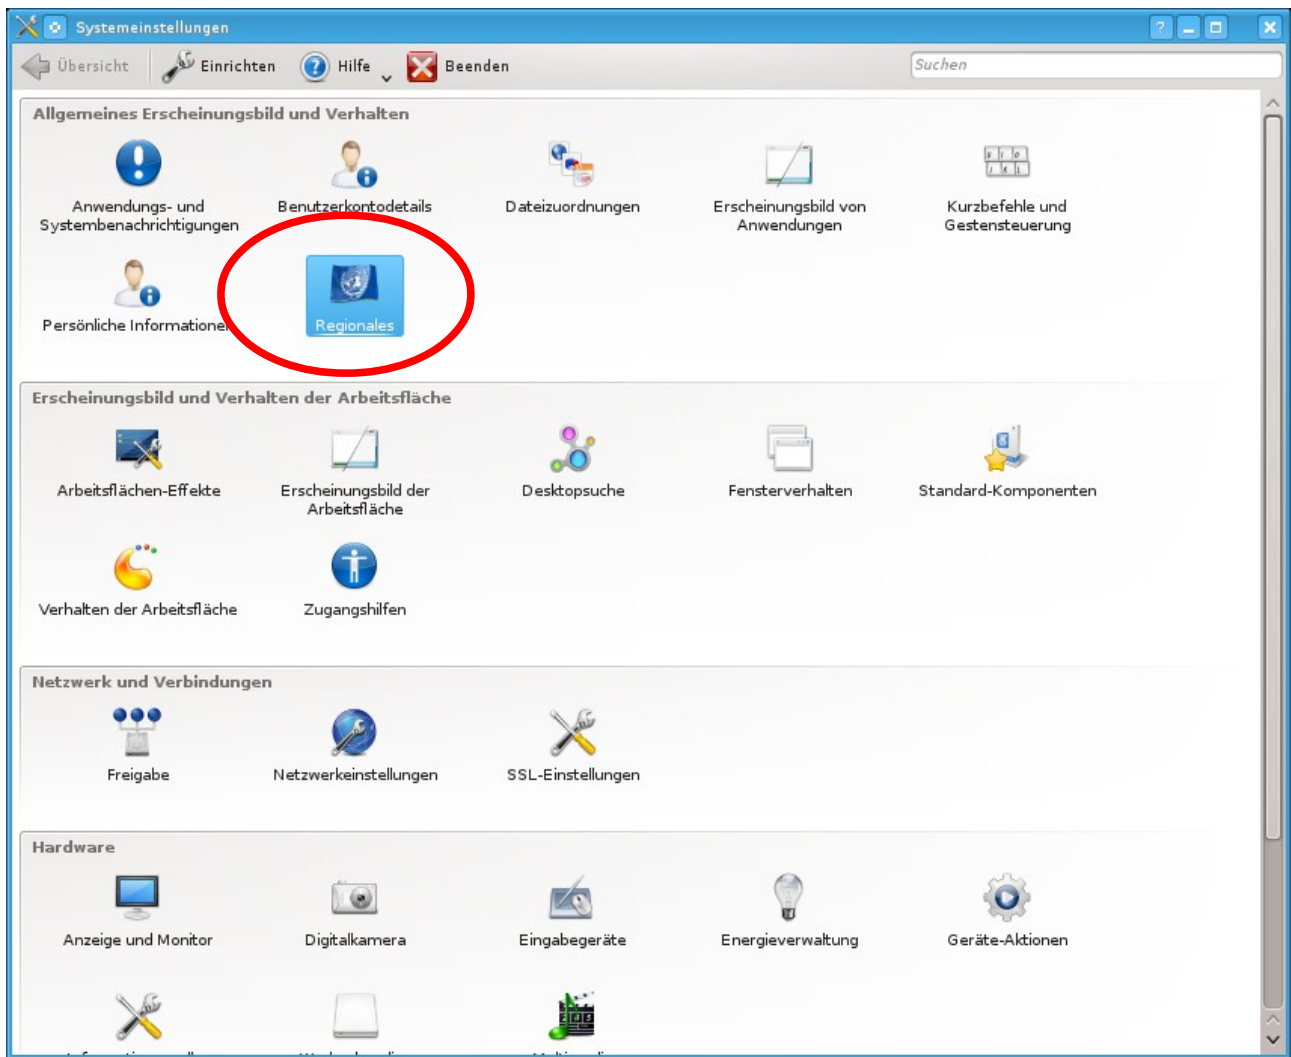 Systemeinstellungen
Übersicht Einrichten Hilfe Beenden Suchen
Allgemeines Erscheinungsbild und Verhalten
Anwendungs- und
Systembenachrichtigungen
Benutzerkontodetails
Dateizuordnungen
Erscheinungsbild von
Anwendungen
Kurzbefehle und
Gestensteuerung
Persönliche Informationen
Regionales
Erscheinungsbild und Verhalten der Arbeitsfläche
Arbeitsflächen-Effekte
Erscheinungsbild der
Arbeitsfläche
Desktopsuche
Fensterverhalten
Standard-Komponenten
Verhalten der Arbeitsfläche
Zugangshilfen
Netzwerk und Verbindungen
Freigabe
Netzwerkeinstellungen
SSL-Einstellungen
Hardware
Anzeige und Monitor
Digitalkamera
Eingabegeräte
Energieverwaltung
Geräte-Aktionen